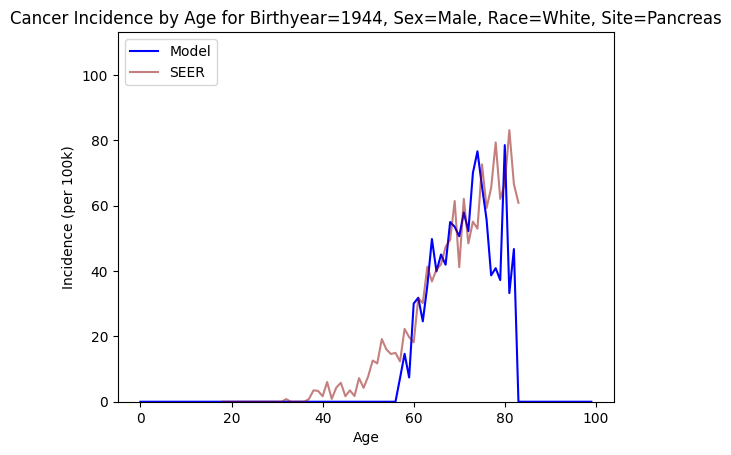 Cancer Incidence by Age for Birthyear=1944, Sex=Male, Race=White, Site=Pancreas
Model
SEER
100
80
60
40
20
0
Incidence (per 100k)
0 20 40 60 80 100
Age